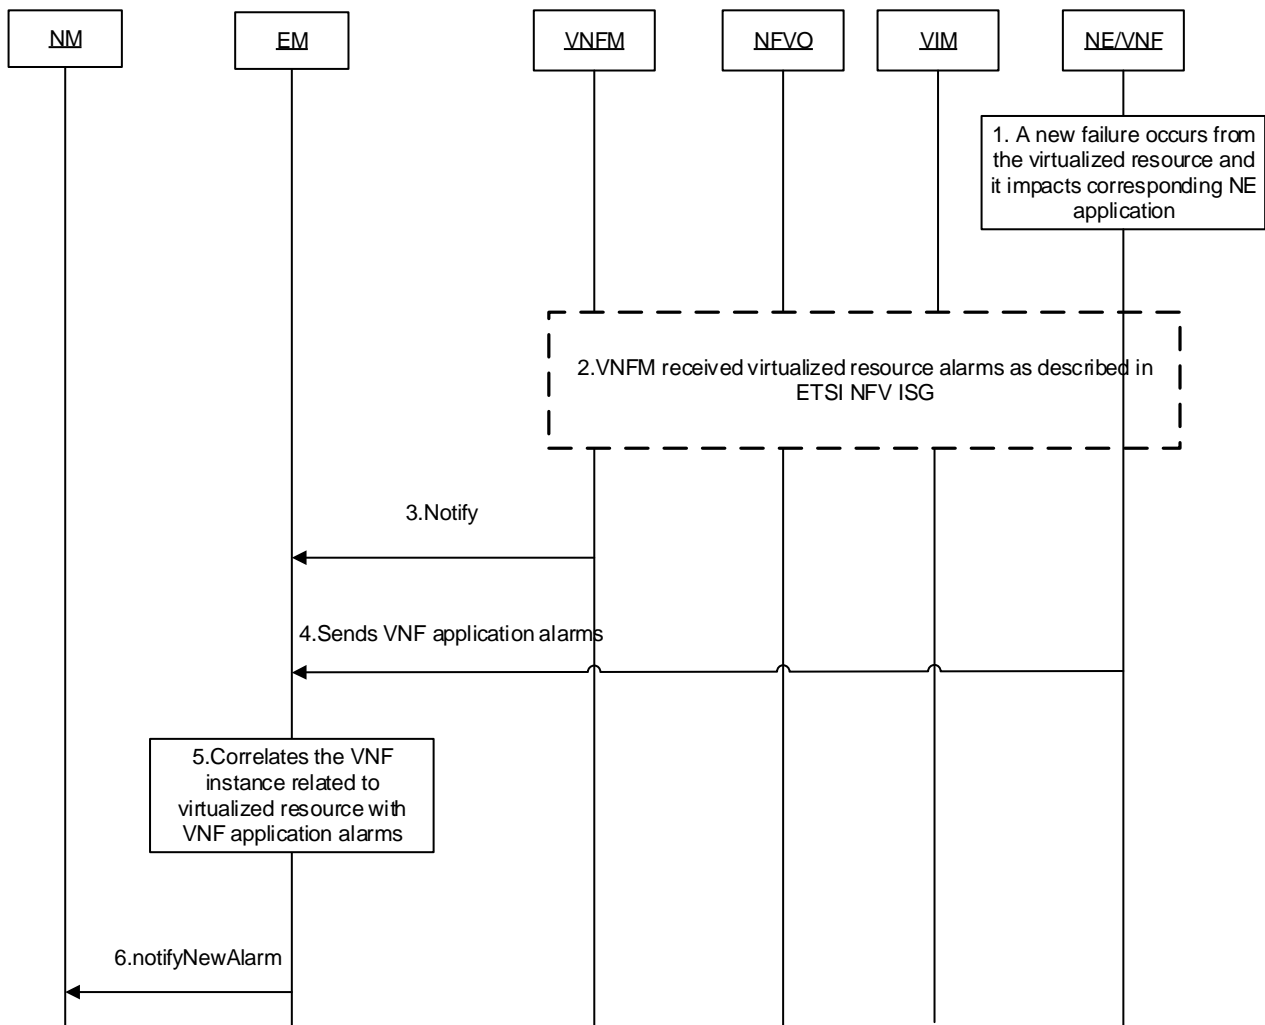 NM
EM
VNFM
NFVO
VIM
NE/VNF
1. A new failure occurs from
the virtualized resource and
it impacts corresponding NE
application
2.VNFM received virtualized resource alarms as described in
ETSI NFV ISG
3.Notify
4.Sends VNF application alarms
5.Correlates the VNF
instance related to
virtualized resource with
VNF application alarms
6.notifyNewAlarm